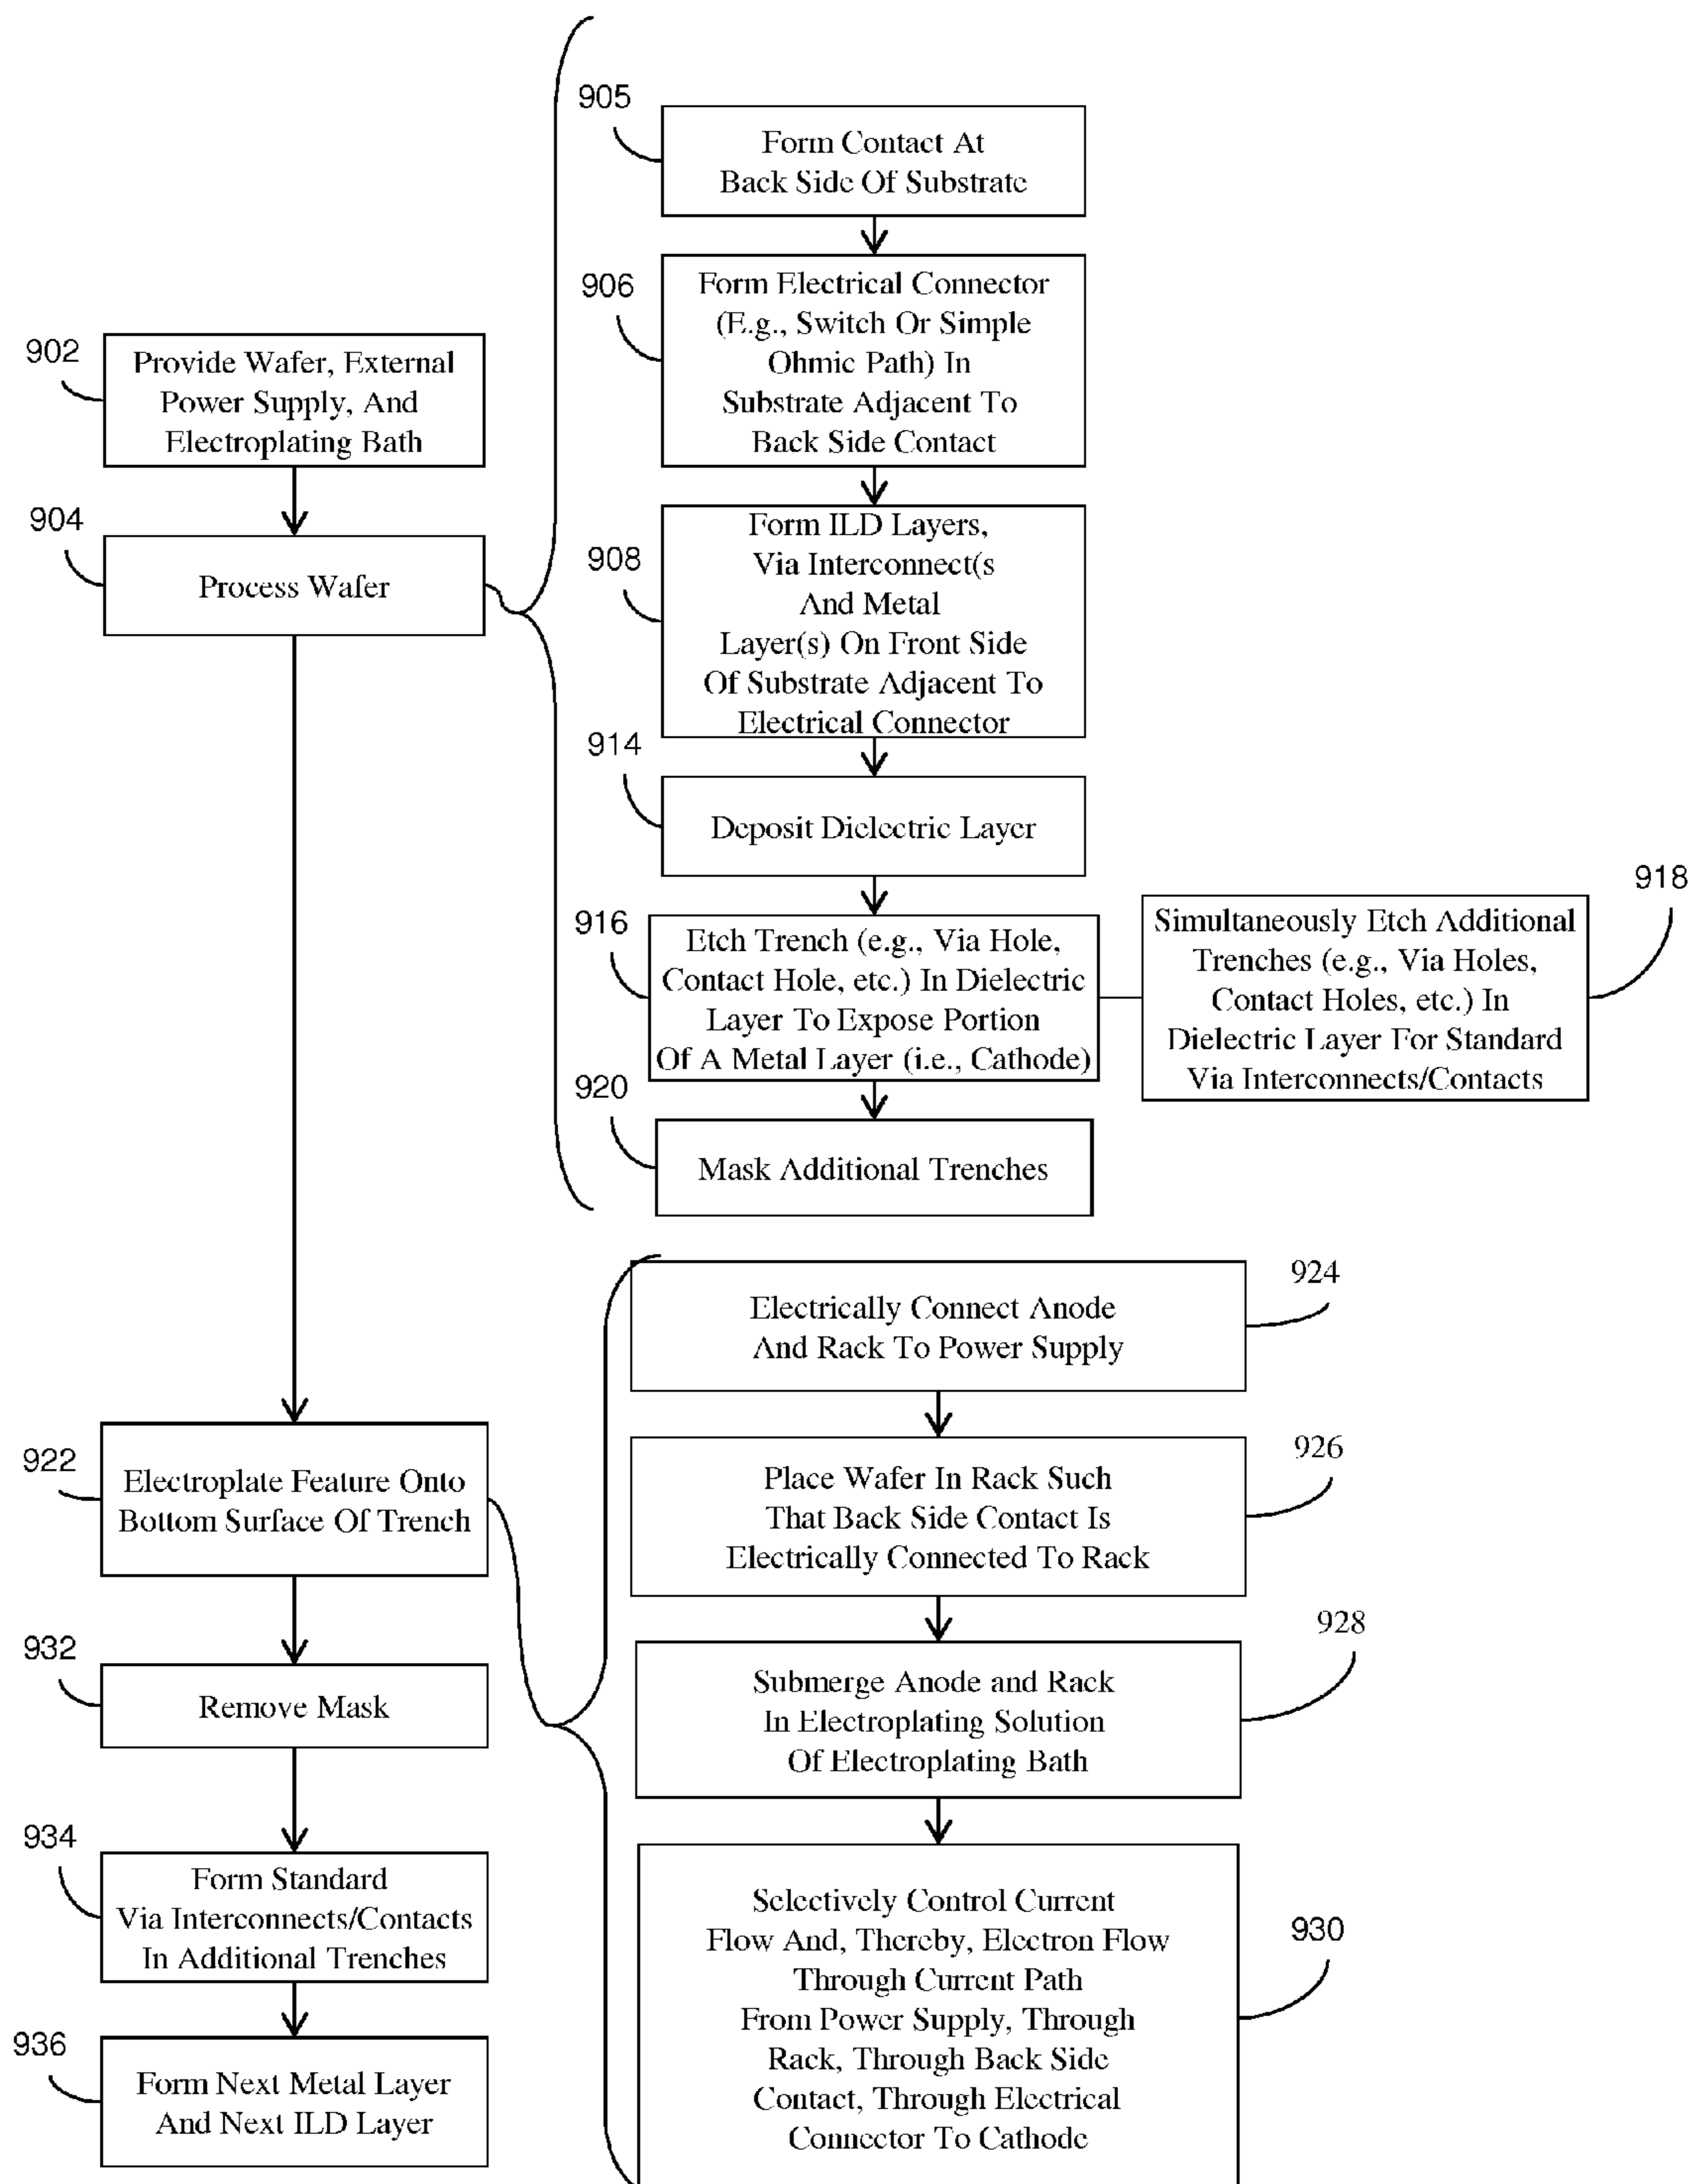 902
Provide Wafer, External
Power Supply, And
Electroplating Bath
904
Process Wafer
905
Form Contact At
Back Side Of Substrate
906
Form Electrical Connector
(E.g., Switch Or Simple
Ohmic Path) In
Substrate Adjacent To
Back Side Contact
908
Form ILD Layers,
Via Interconnect(s
And Metal
Layer(s) On Front Side
Of Substrate Adjacent To
Electrical Connector
914
Deposit Dielectric Layer
916
Etch Trench (e.g., Via Hole,
Contact Hole, etc.) In Dielectric
Layer To Expose Portion
Of A Metal Layer (i.e., Cathode)
918
Simultaneously Etch Additional
Trenches (e.g., Via Holes,
Contact Holes, etc.) In
Dielectric Layer For Standard
Via Interconnects/Contacts
920
Mask Additional Trenches
922
Electroplate Feature Onto
Bottom Surface Of Trench
924
Electrically Connect Anode
And Rack To Power Supply
926
Place Wafer In Rack Such
That Back Side Contact Is
Electrically Connected To Rack
928
Submerge Anode and Rack
In Electroplating Solution
Of Electroplating Bath
930
Selectively Control Current
Flow And, Thereby, Electron Flow
Through Current Path
From Power Supply, Through
Rack, Through Back Side
Contact, Through Electrical
Connector To Cathode
932
Remove Mask
934
Form Standard
Via Interconnects/Contacts
In Additional Trenches
936
Form Next Metal Layer
And Next ILD Layer